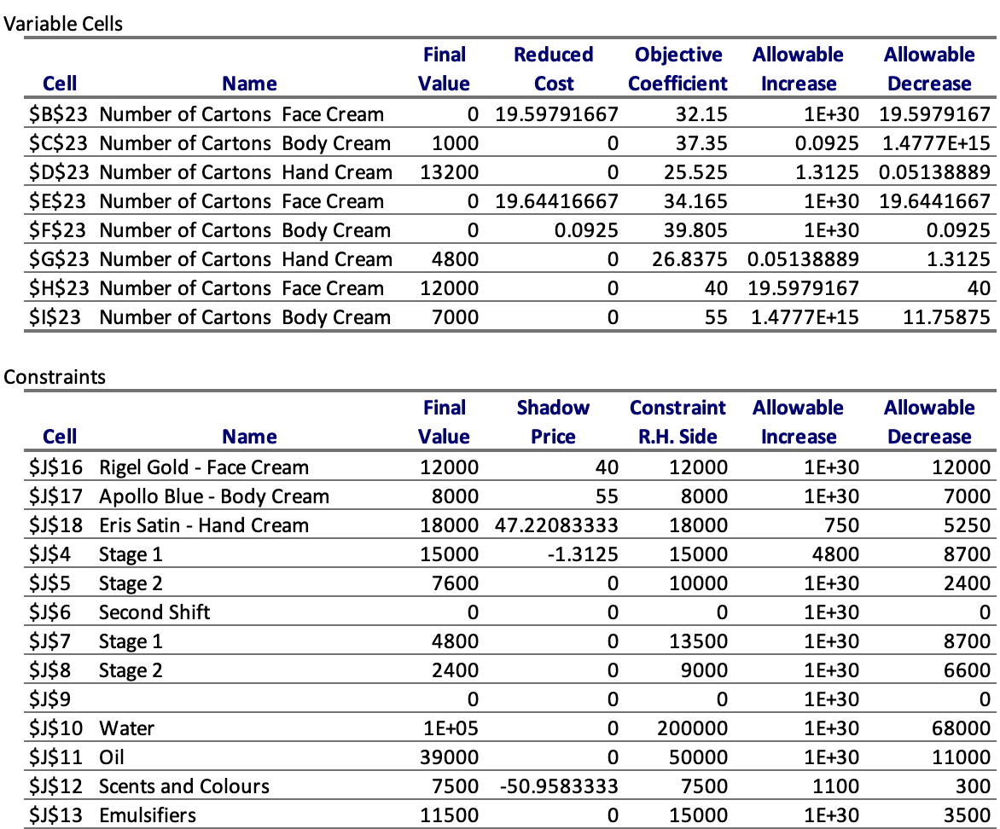 Variable Cells
Final Reduced Objective Allowable Allowable
Cell Name Value Cost Coefficient Increase Decrease
$B$23 Number of Cartons Face Cream 0 19.59791667 32.15 1E+30 19.5979167
$C$23 Number of Cartons Body Cream 1000 0 37.35 0.0925 1.4777E+15
$D$23 Number of Cartons Hand Cream 13200 0 25.525 1.3125 0.05138889
$E$23 Number of Cartons Face Cream 0 19.64416667 34.165 1E+30 19.6441667
$F$23 Number of Cartons Body Cream 0 0.0925 39.805 1E+30 0.0925
$G$23 Number of Cartons Hand Cream 4800 0 26.8375 0.05138889 1.3125
$H$23 Number of Cartons Face Cream 12000 0 40 19.5979167 40
$I$23 Number of Cartons Body Cream 7000 0 55 1.4777E+15 11.75875
Constraints
Final Shadow Constraint Allowable Allowable
Cell Name Value Price R.H. Side Increase Decrease
$J$16 Rigel Gold - Face Cream 12000 40 12000 1E+30 12000
$J$17 Apollo Blue - Body Cream 8000 55 8000 1E+30 7000
$J$18 Eris Satin - Hand Cream 18000 47.22083333 18000 750 5250
$J$4 Stage 1 15000 -1.3125 15000 4800 8700
$J$5 Stage 2 7600 0 10000 1E+30 2400
$J$6 Second Shift 0 0 0 1E+30 0
$J$7 Stage 1 4800 0 13500 1E+30 8700
$J$8 Stage 2 2400 0 9000 1E+30 6600
$J$9 0 0 0 1E+30 0
$J$10 Water 1E+05 0 200000 1E+30 68000
$J$11 Oil 39000 0 50000 1E+30 11000
$J$12 Scents and Colours 7500 -50.9583333 7500 1100 300
$J$13 Emulsifiers 11500 0 15000 1E+30 3500